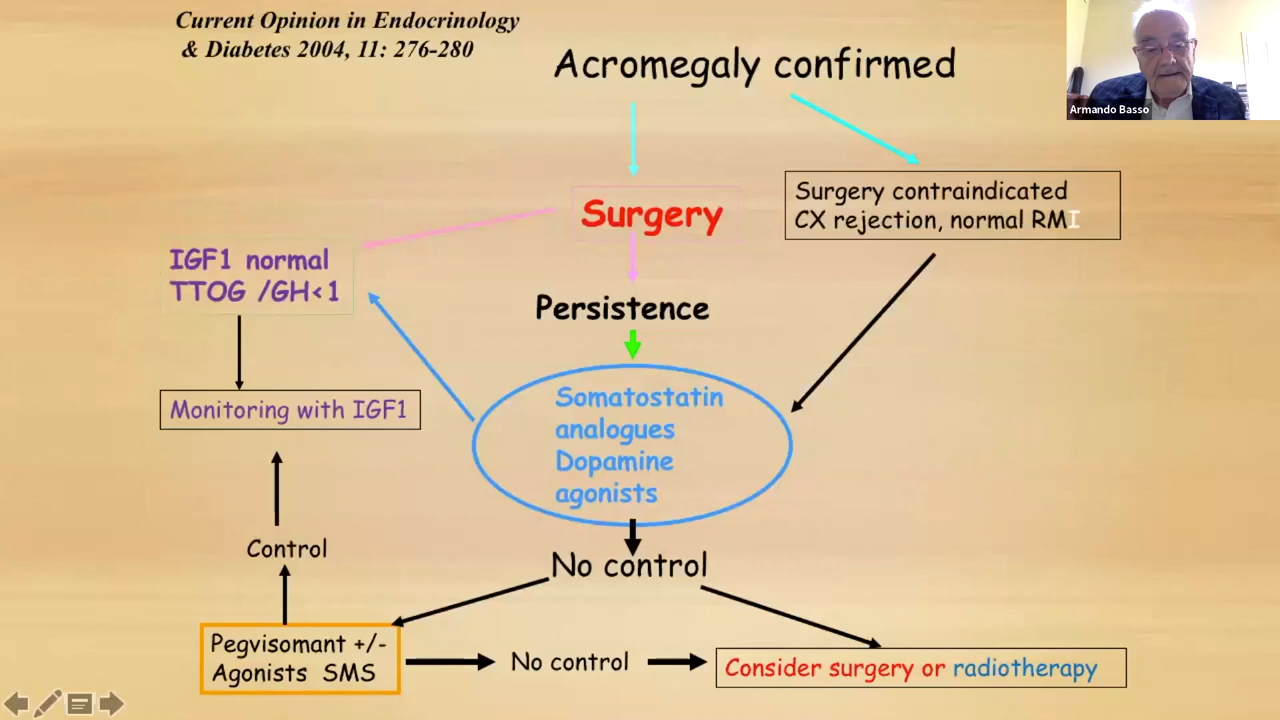 Current Opinion in Endocrinology
& Diabetes 2004, 11: 276-280
Acromegaly confirmed
Armando Basso
Surgery contraindicated
CX rejection, normal RMI
Surgery
IGF1 normal
TTOG /GH<1
Persistence
Monitoring with IGF1
Somatostatin
analogues
Dopamine
agonists
Control
No control
Pegvisomant +/-
Agonists SMS
No control
Consider surgery or radiotherapy